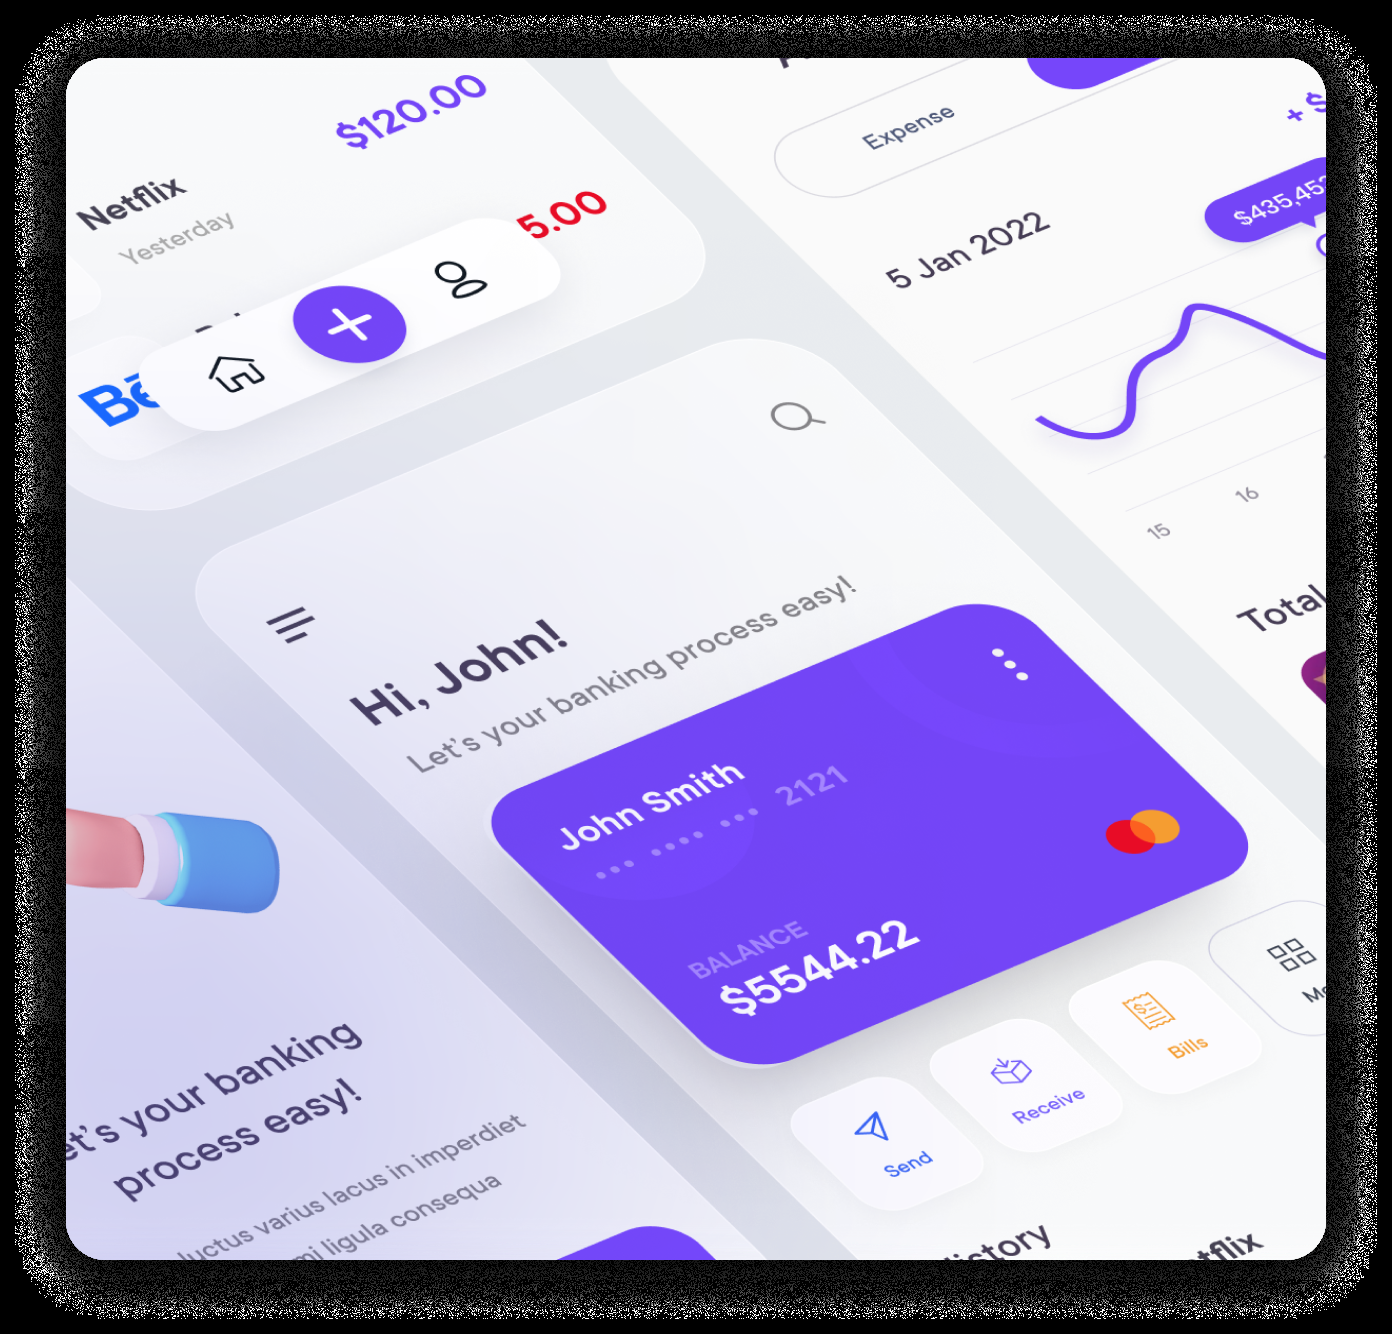 $120.00
Netflix
Yesterday
5.00
Expense
+ $
$435,45
5 Jan 2022
15
16
Total
Hi, John!
Let's your banking process easy!
John Smith
•••  ••••  •••  2121
BALANCE
$5544.22
Send
Receive
Bills
et's your banking
process easy!
luctus varius lacus in imperdiet
mi ligula consequa
istory
tflix